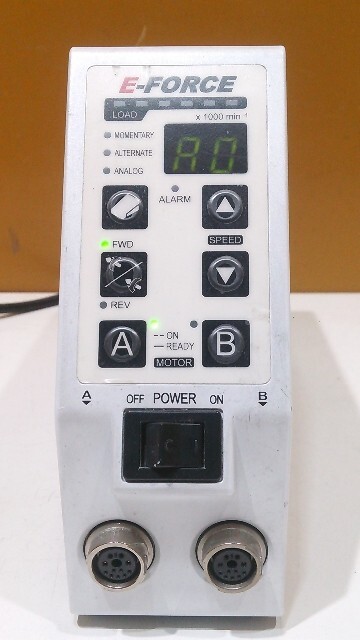 E-FORCE
LOAD
x 1000 min⁻¹
MOMENTARY
ALTERNATE
ANALOG
A0
ALARM
FWD
SPEED
REV
A
-- ON
— READY
B
MOTOR
A OFF POWER ON B